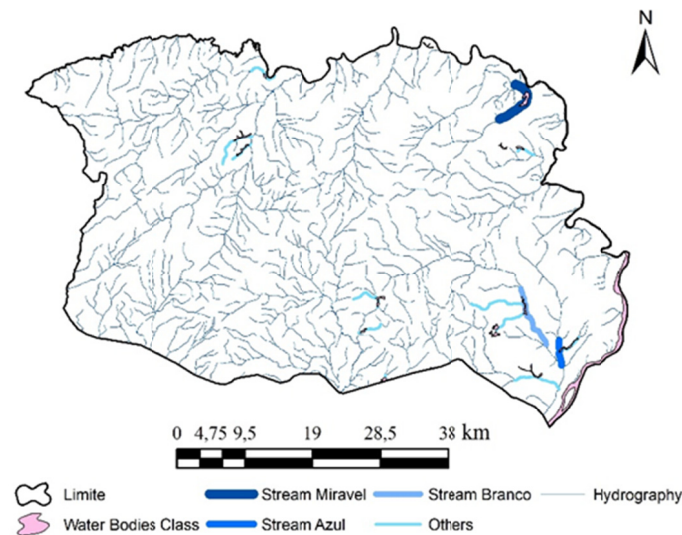 N
0 4,75 9,5 19 28,5 38 km
Limite Stream Miravel Stream Branco Hydrography
Water Bodies Class Stream Azul Others